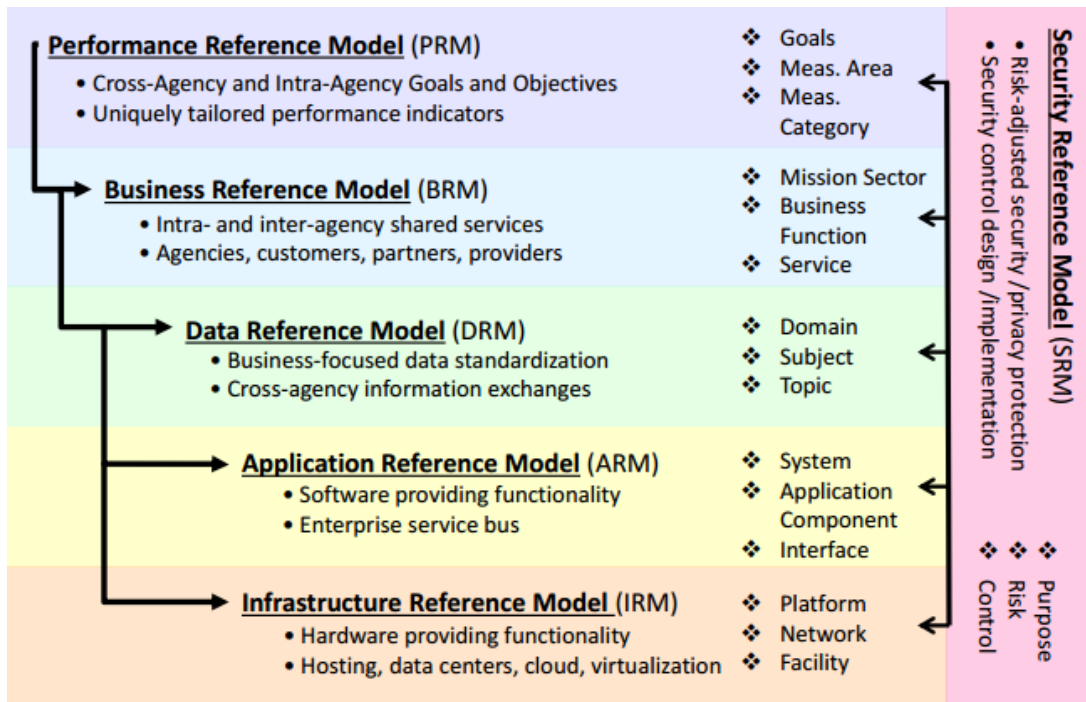 Performance Reference Model (PRM)
• Cross-Agency and Intra-Agency Goals and Objectives
• Uniquely tailored performance indicators
❖ Goals
❖ Meas. Area
❖ Meas.
Category
Business Reference Model (BRM)
• Intra- and inter-agency shared services
• Agencies, customers, partners, providers
❖ Mission Sector
❖ Business
Function
❖ Service
Data Reference Model (DRM)
• Business-focused data standardization
• Cross-agency information exchanges
❖ Domain
❖ Subject
❖ Topic
Application Reference Model (ARM)
• Software providing functionality
• Enterprise service bus
❖ System
❖ Application
Component
❖ Interface
Infrastructure Reference Model (IRM)
• Hardware providing functionality
• Hosting, data centers, cloud, virtualization
❖ Platform
❖ Network
❖ Facility
Security Reference Model (SRM)
• Risk-adjusted security/privacy protection
• Security control design /implementation
❖ Purpose
❖ Risk
❖ Control